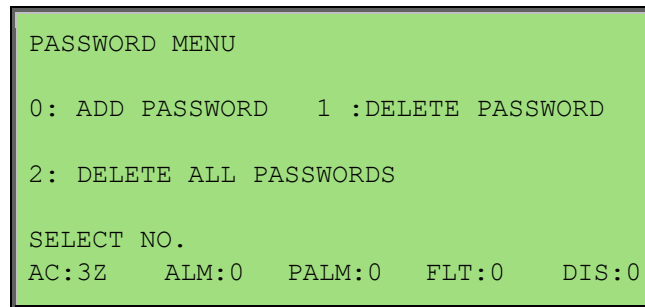 PASSWORD MENU
0: ADD PASSWORD 1 :DELETE PASSWORD
2: DELETE ALL PASSWORDS
SELECT NO.
AC:3Z ALM:0 PALM:0 FLT:0 DIS:0